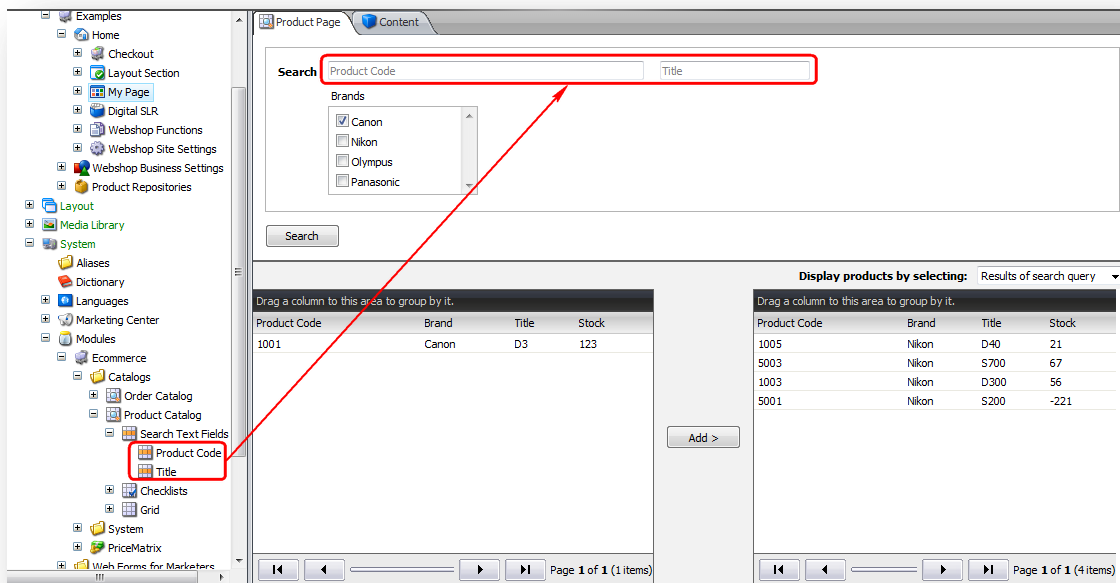 Examples
Home
Checkout
Layout Section
My Page
Digital SLR
Webshop Functions
Webshop Site Settings
Webshop Business Settings
Product Repositories
Layout
Media Library
System
Aliases
Dictionary
Languages
Marketing Center
Modules
Ecommerce
Catalogs
Order Catalog
Product Catalog
Search Text Fields
Product Code
Title
Checklists
Grid
System
PriceMatrix
Web Forms for Marketers
Product Page Content
Search Product Code Title
Brands
Canon
Nikon
Olympus
Panasonic
Search
Display products by selecting: Results of search query
Drag a column to this area to group by it.
Product Code Brand Title Stock
1001 Canon D3 123
Page 1 of 1 (1 items)
Add >
Drag a column to this area to group by it.
Product Code Brand Title Stock
1005 Nikon D40 21
5003 Nikon S700 67
1003 Nikon D300 56
5001 Nikon S200 -221
Page 1 of 1 (4 items)